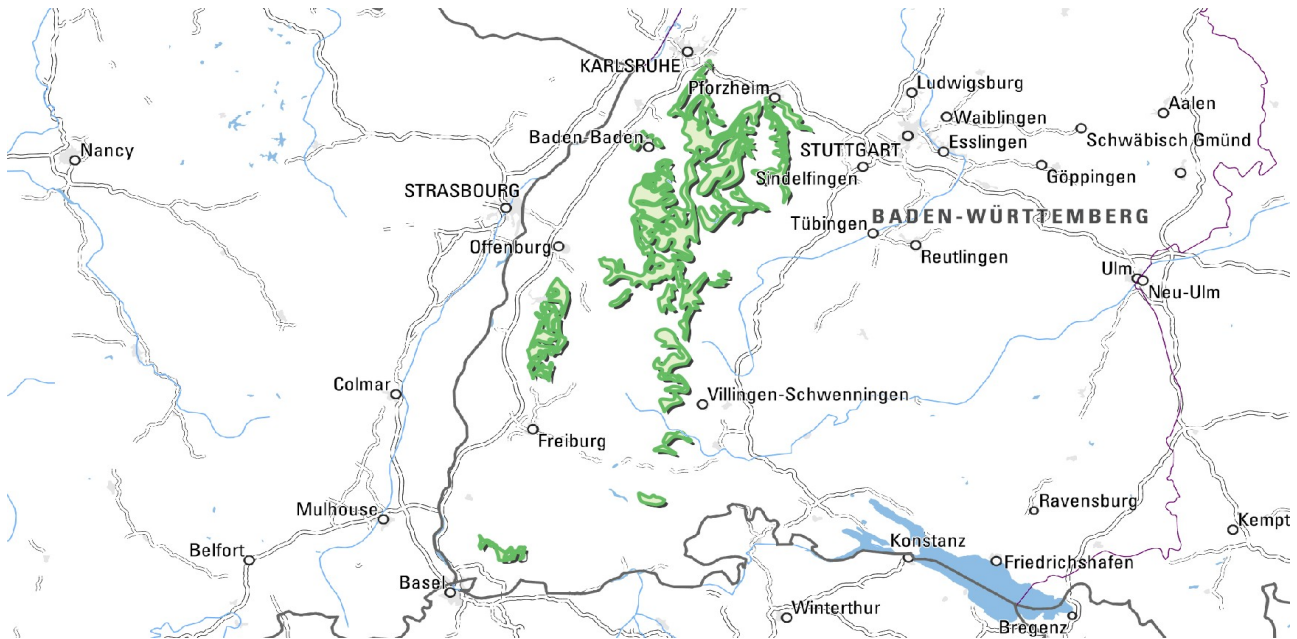 KARLSRUHE
Pforzheim
Ludwigsburg
Aalen
Waiblingen
Baden-Baden
STUTTGART
Esslingen
Schwäbisch Gmünd
Nancy
Sindelfingen
Göppingen
STRASBOURG
Tübingen
BADEN-WÜRTTEMBERG
Offenburg
Reutlingen
Ulm
Neu-Ulm
Colmar
Villingen-Schwenningen
Freiburg
Mulhouse
Ravensburg
Kempt
Belfort
Konstanz
Friedrichshafen
Basel
Winterthur
Bregenz